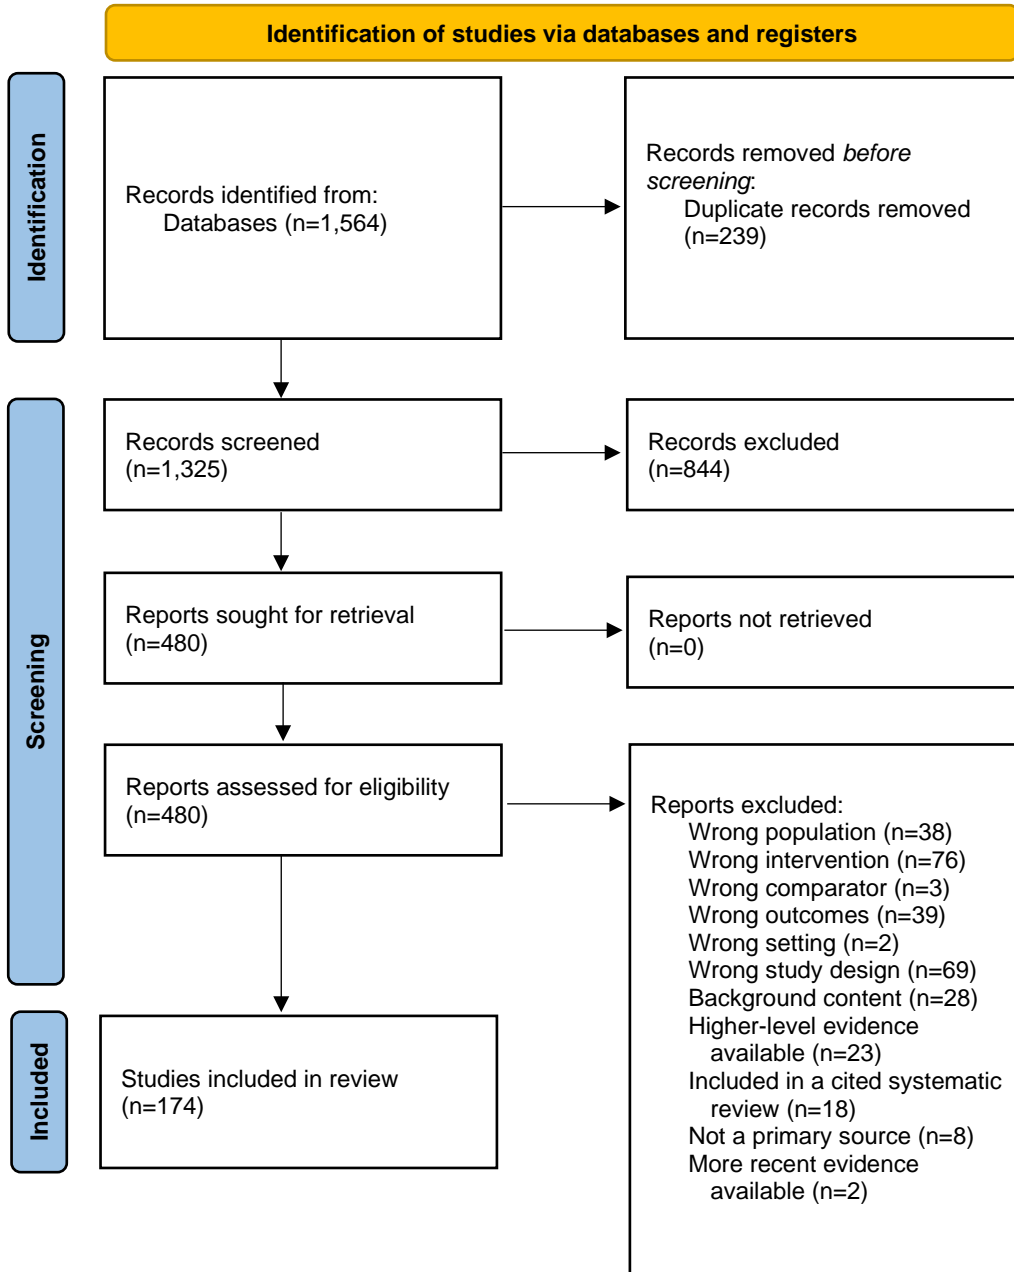 Identification of studies via databases and registers
Identification
Records identified from:
Databases (n=1,564)
Records removed before
screening:
Duplicate records removed
(n=239)
Screening
Records screened
(n=1,325)
Records excluded
(n=844)
Reports sought for retrieval
(n=480)
Reports not retrieved
(n=0)
Reports assessed for eligibility
(n=480)
Reports excluded:
Wrong population (n=38)
Wrong intervention (n=76)
Wrong comparator (n=3)
Wrong outcomes (n=39)
Wrong setting (n=2)
Wrong study design (n=69)
Background content (n=28)
Higher-level evidence
available (n=23)
Included in a cited systematic
review (n=18)
Not a primary source (n=8)
More recent evidence
available (n=2)
Included
Studies included in review
(n=174)